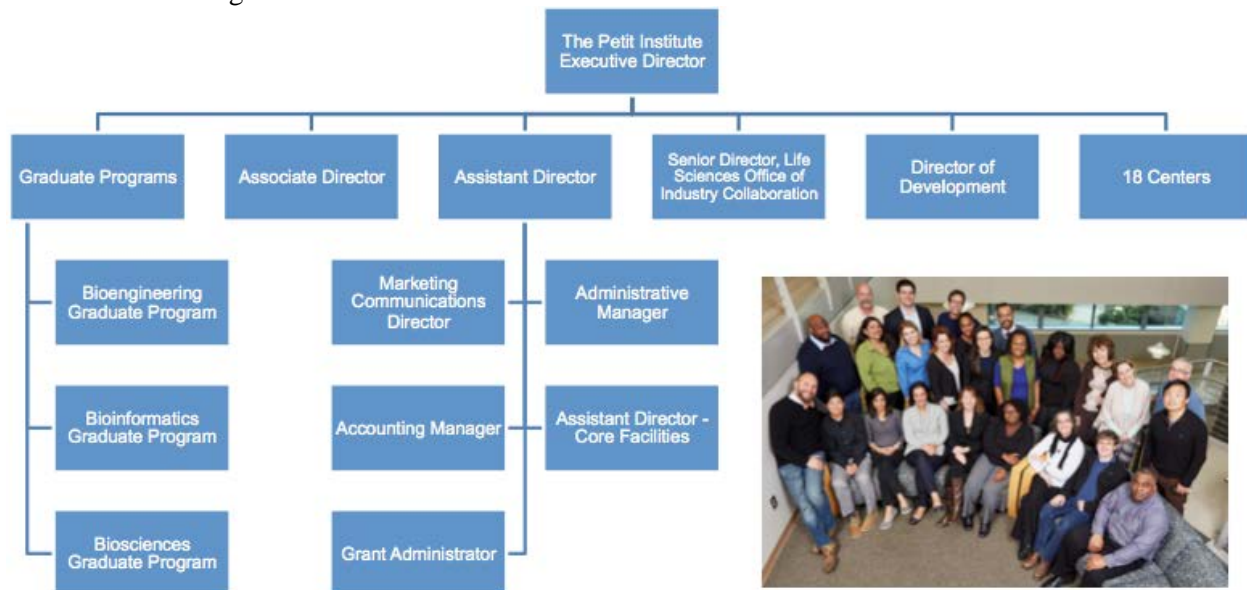 The Petit Institute
Executive Director
Graduate Programs
Associate Director
Assistant Director
Senior Director, Life
Sciences Office of
Industry Collaboration
Director of
Development
18 Centers
Bioengineering
Graduate Program
Marketing
Communications
Director
Administrative
Manager
Bioinformatics
Graduate Program
Accounting Manager
Assistant Director -
Core Facilities
Biosciences
Graduate Program
Grant Administrator